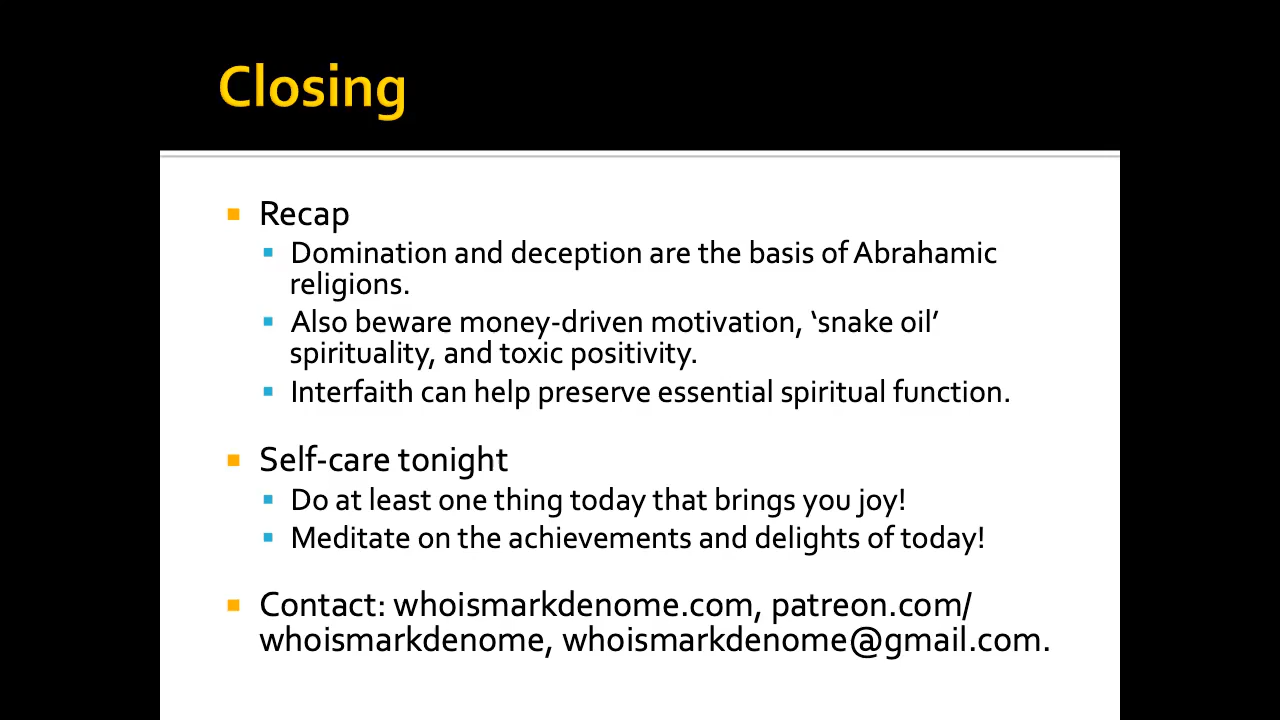 Closing
Recap
Domination and deception are the basis of Abrahamic
religions.
Also beware money-driven motivation, ‘snake oil’
spirituality, and toxic positivity.
Interfaith can help preserve essential spiritual function.
Self-care tonight
Do at least one thing today that brings you joy!
Meditate on the achievements and delights of today!
Contact: whoismarkdenome.com, patreon.com/
whoismarkdenome, whoismarkdenome@gmail.com.